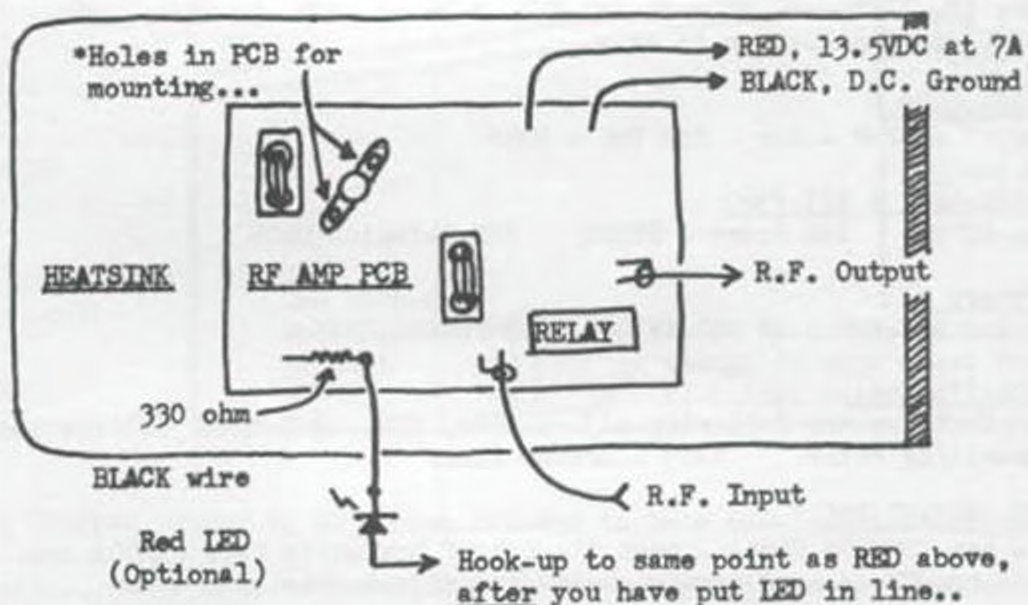 *Holes in PCB for
mounting...
RED, 13.5VDC at 7A
BLACK, D.C. Ground
HEATSINK
RF AMP PCB
R.F. Output
RELAY
330 ohm
BLACK wire
R.F. Input
Red LED
(Optional)
Hook-up to same point as RED above,
after you have put LED in line..